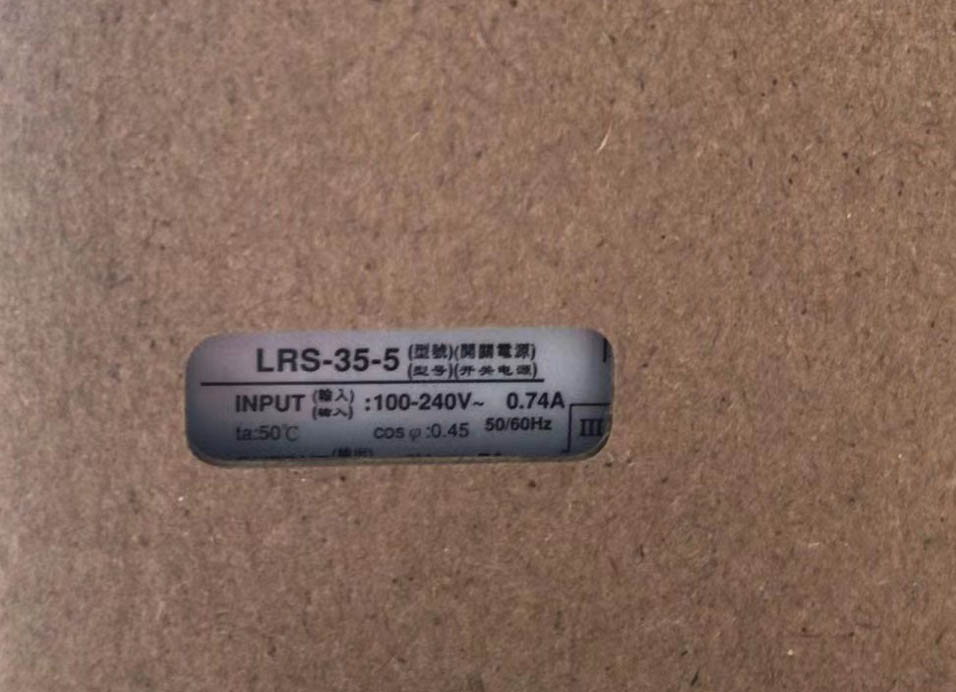 LRS-35-5 (型號)(開關電源)
(型号)(开关电源)
INPUT (輸入) :100-240V~ 0.74A
(输入)
ta:50℃ cos φ:0.45 50/60Hz III